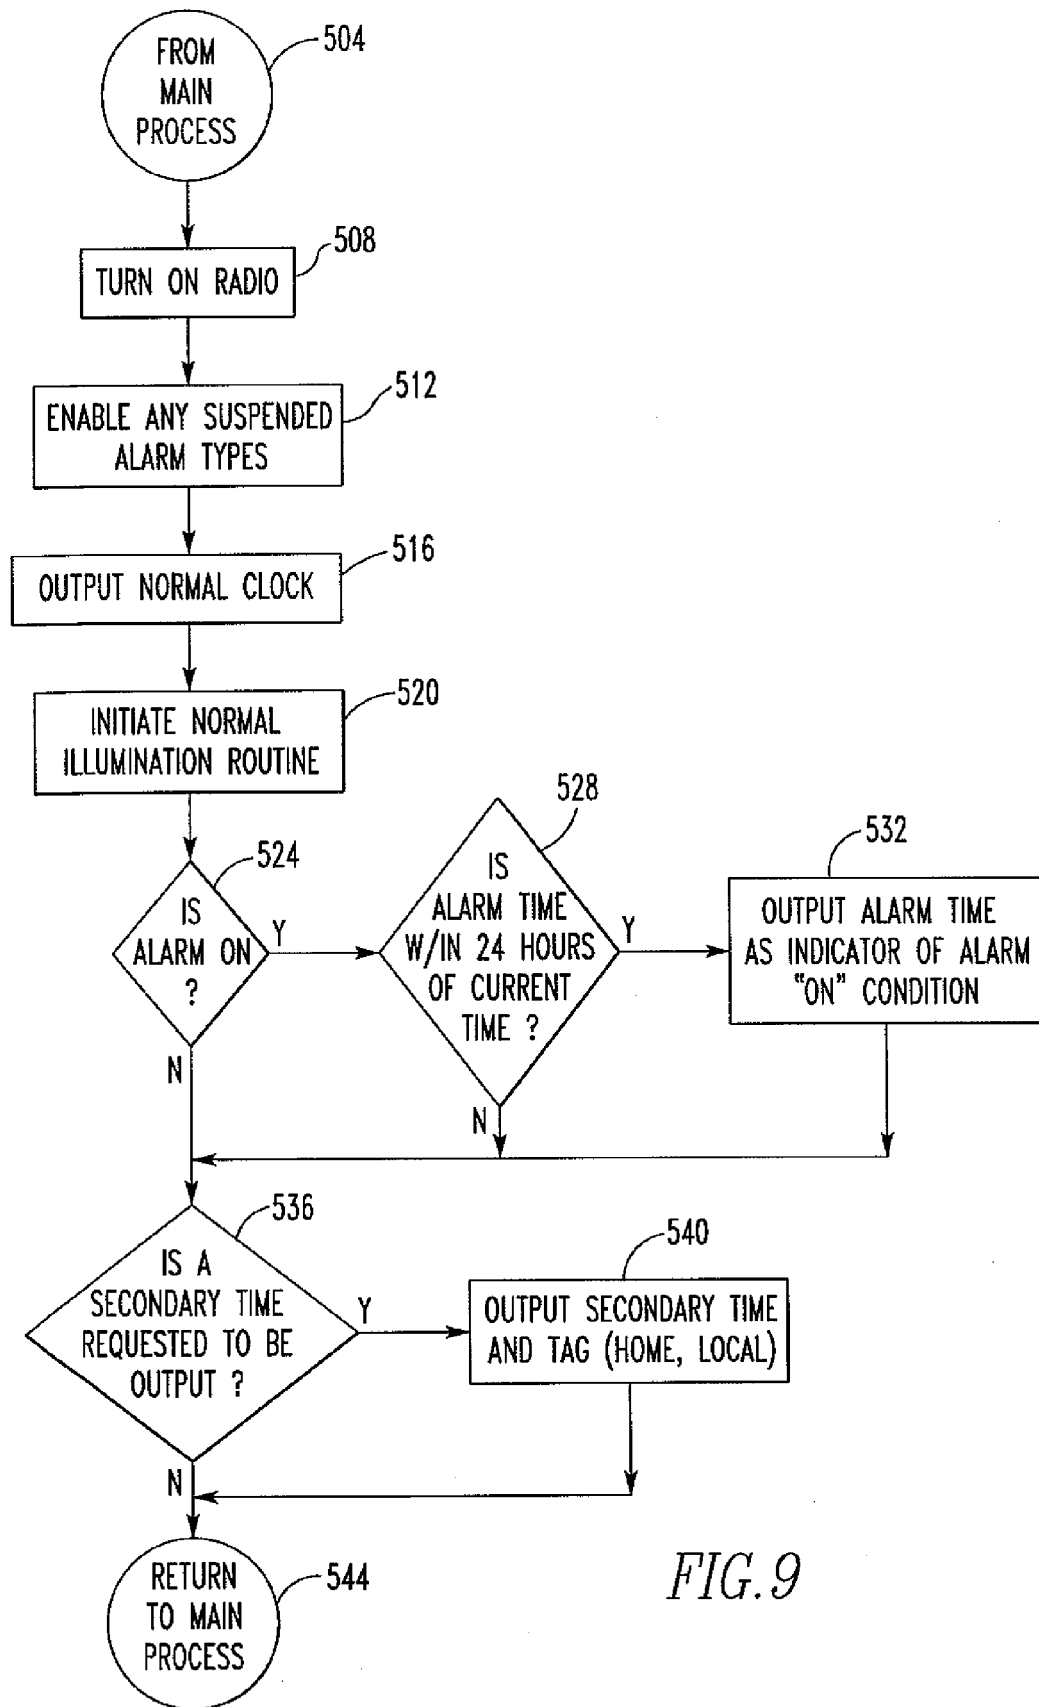 FROM
MAIN
PROCESS
504
TURN ON RADIO
508
ENABLE ANY SUSPENDED
ALARM TYPES
512
OUTPUT NORMAL CLOCK
516
INITIATE NORMAL
ILLUMINATION ROUTINE
520
IS
ALARM ON
?
524
Y
N
IS
ALARM TIME
W/IN 24 HOURS
OF CURRENT
TIME ?
528
Y
N
OUTPUT ALARM TIME
AS INDICATOR OF ALARM
"ON" CONDITION
532
IS A
SECONDARY TIME
REQUESTED TO BE
OUTPUT ?
536
Y
N
OUTPUT SECONDARY TIME
AND TAG (HOME, LOCAL)
540
RETURN
TO MAIN
PROCESS
544
FIG. 9